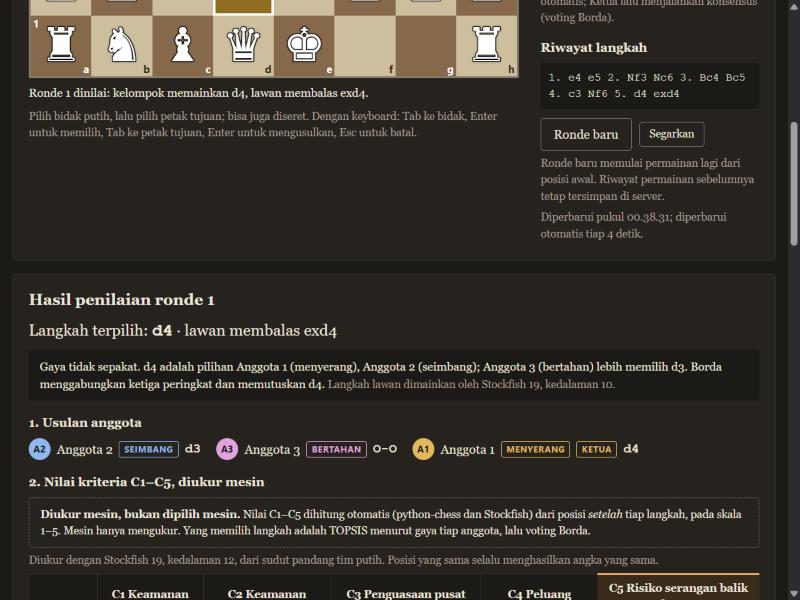 1
a b c d e f g h
Ronde 1 dinilai: kelompok memainkan d4, lawan membalas exd4.
Pilih bidak putih, lalu pilih petak tujuan; bisa juga diseret. Dengan keyboard: Tab ke bidak, Enter
untuk memilih, Tab ke petak tujuan, Enter untuk mengusulkan, Esc untuk batal.
otomatis; Ketua lalu menjalankan konsensus
(voting Borda).
Riwayat langkah
1. e4 e5 2. Nf3 Nc6 3. Bc4 Bc5
4. c3 Nf6 5. d4 exd4
Ronde baru
Segarkan
Ronde baru memulai permainan lagi dari
posisi awal. Riwayat permainan sebelumnya
tetap tersimpan di server.
Diperbarui pukul 00.38.31; diperbarui
otomatis tiap 4 detik.
Hasil penilaian ronde 1
Langkah terpilih: d4 · lawan membalas exd4
Gaya tidak sepakat. d4 adalah pilihan Anggota 1 (menyerang), Anggota 2 (seimbang); Anggota 3 (bertahan) lebih memilih d3. Borda
menggabungkan ketiga peringkat dan memutuskan d4. Langkah lawan dimainkan oleh Stockfish 19, kedalaman 10.
1. Usulan anggota
A2 Anggota 2 SEIMBANG d3 A3 Anggota 3 BERTAHAN O-O A1 Anggota 1 MENYERANG KETUA d4
2. Nilai kriteria C1–C5, diukur mesin
Diukur mesin, bukan dipilih mesin. Nilai C1–C5 dihitung otomatis (python-chess dan Stockfish) dari posisi setelah tiap langkah, pada skala
1–5. Mesin hanya mengukur. Yang memilih langkah adalah TOPSIS menurut gaya tiap anggota, lalu voting Borda.
Diukur dengan Stockfish 19, kedalaman 12, dari sudut pandang tim putih. Posisi yang sama selalu menghasilkan angka yang sama.
C1 Keamanan C2 Keamanan C3 Penguasaan pusat C4 Peluang C5 Risiko serangan balik